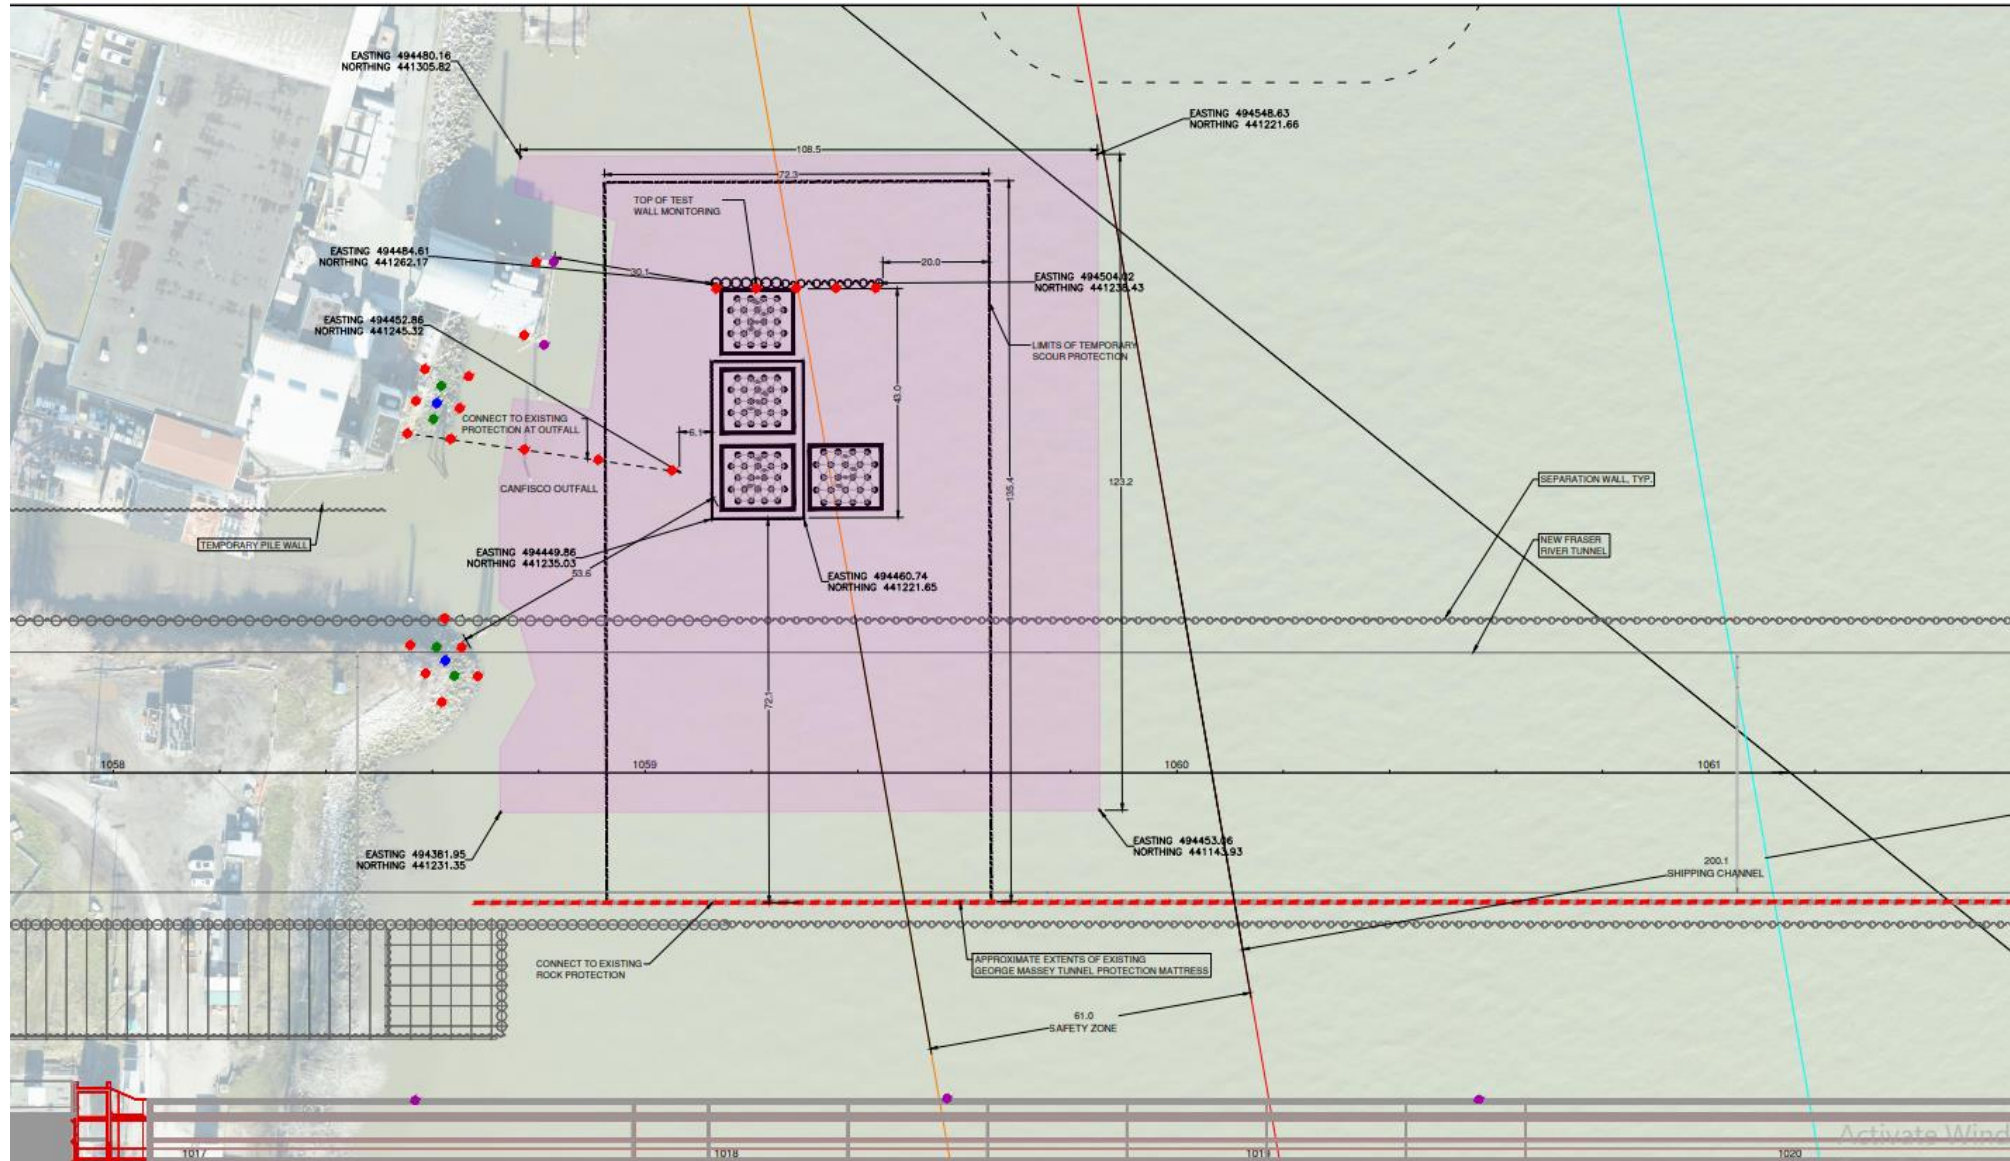 EASTING 494480.16
NORTHING 441305.82
EASTING 494548.63
NORTHING 441221.66
108.5
72.3
TOP OF TEST
WALL MONITORING
EASTING 494484.61
NORTHING 441262.17
30.1
20.0
EASTING 494504.02
NORTHING 441238.43
EASTING 494452.86
NORTHING 441245.32
LIMITS OF TEMPORARY
SCOUR PROTECTION
43.0
CONNECT TO EXISTING
PROTECTION AT OUTFALL
6.1
CANFISCO OUTFALL
135.4
123.2
SEPARATION WALL, TYP.
TEMPORARY PILE WALL
NEW FRASER
RIVER TUNNEL
EASTING 494449.86
NORTHING 441235.03
53.6
EASTING 494460.74
NORTHING 441221.65
72.1
1058
1059
1060
1061
EASTING 494381.95
NORTHING 441231.35
EASTING 494453.06
NORTHING 441143.93
200.1
SHIPPING CHANNEL
CONNECT TO EXISTING
ROCK PROTECTION
APPROXIMATE EXTENTS OF EXISTING
GEORGE MASSEY TUNNEL PROTECTION MATTRESS
61.0
SAFETY ZONE
Activate Wind
1017
1018
1019
1020